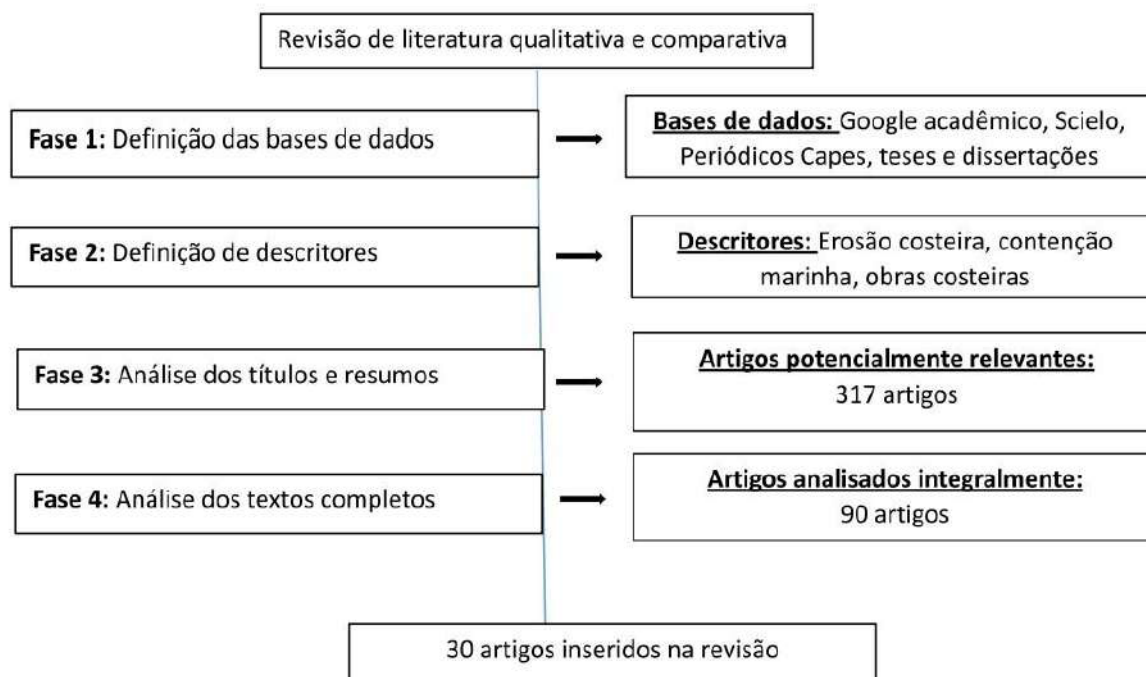 Revisão de literatura qualitativa e comparativa
Fase 1: Definição das bases de dados
Bases de dados: Google acadêmico, Scielo,
Periódicos Capes, teses e dissertações
Fase 2: Definição de descritores
Descritores: Erosão costeira, contenção
marinha, obras costeiras
Fase 3: Análise dos títulos e resumos
Artigos potencialmente relevantes:
317 artigos
Fase 4: Análise dos textos completos
Artigos analisados integralmente:
90 artigos
30 artigos inseridos na revisão